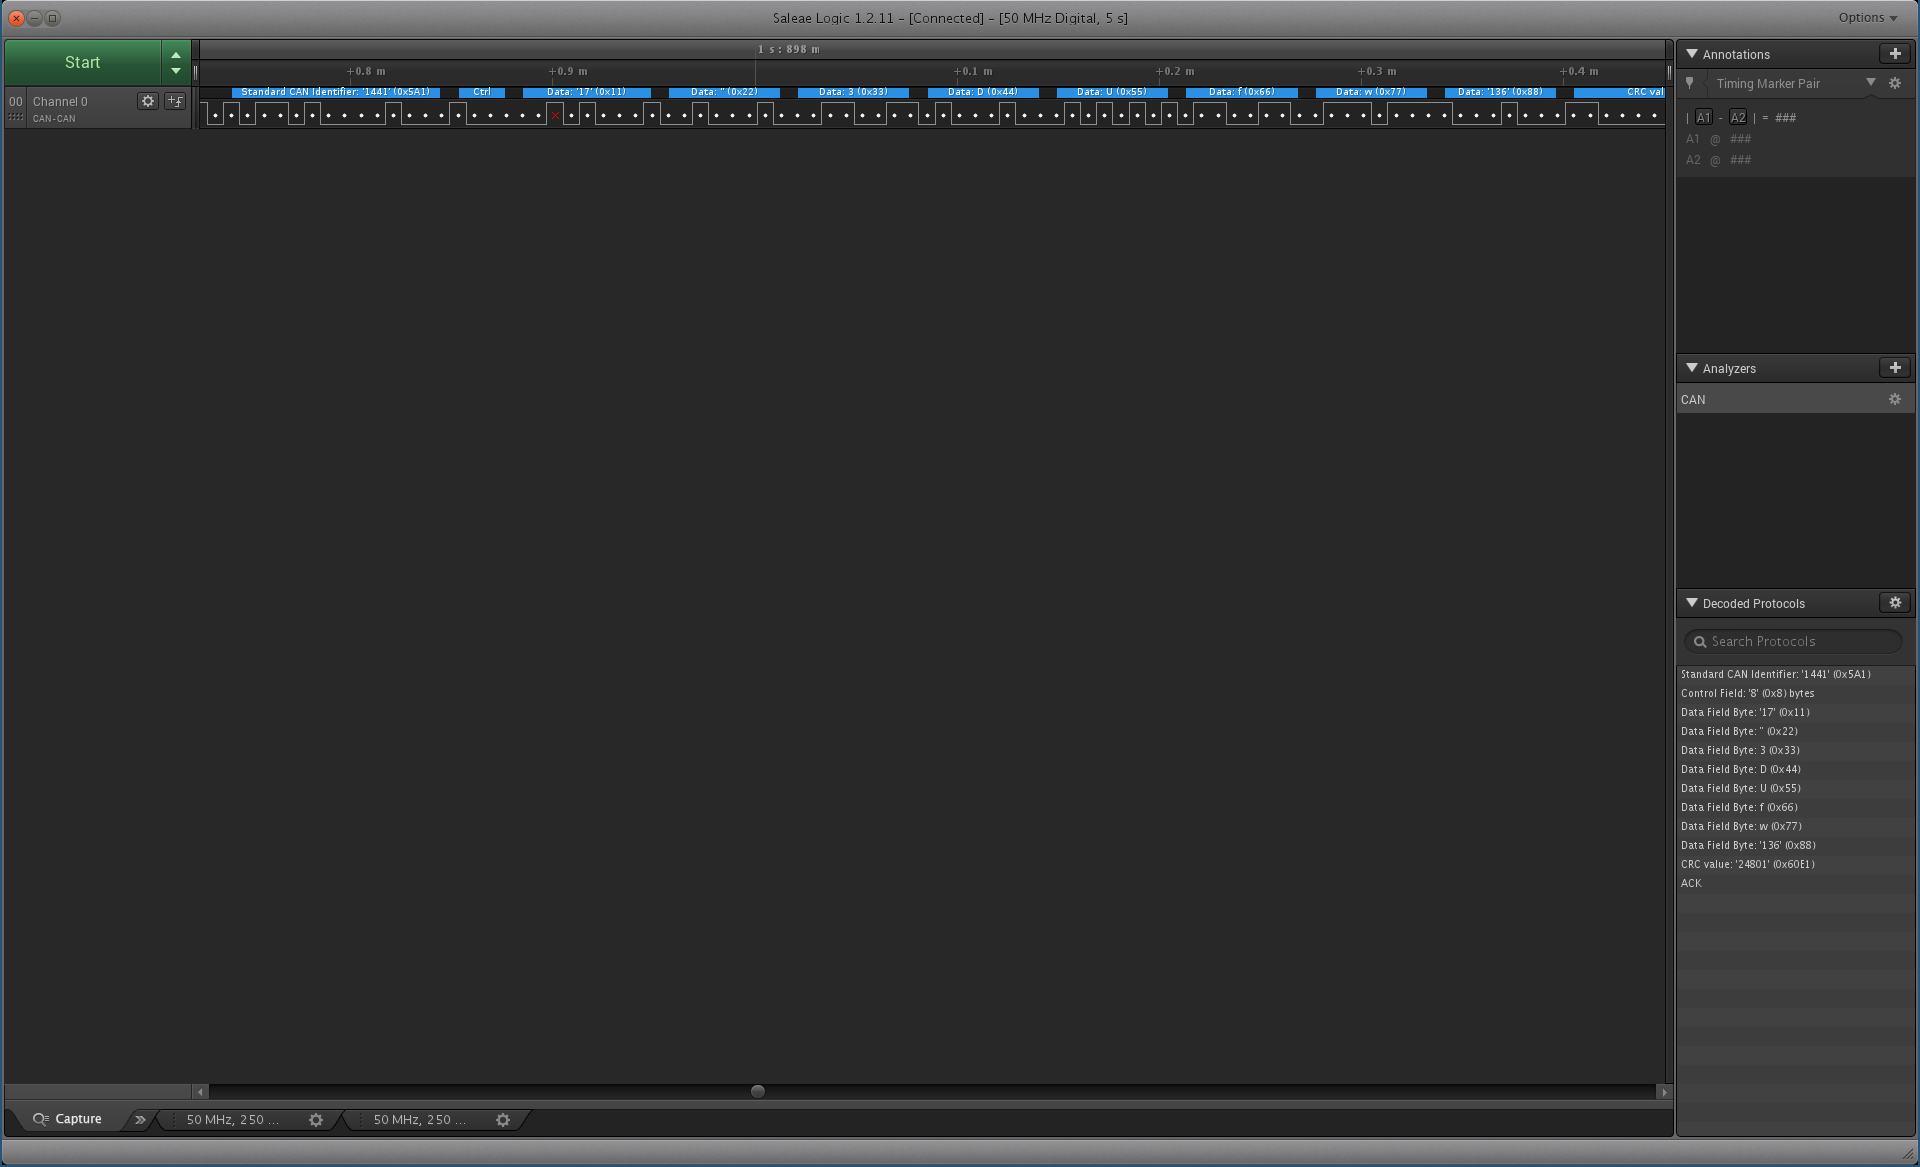 Saleae Logic 1.2.11 - [Connected] - [50 MHz Digital, 5 s]
Options
Start
1 s : 898 m
+0.8 m
+0.9 m
+0.1 m
+0.2 m
+0.3 m
+0.4 m
00
Channel 0
CAN-CAN
Standard CAN Identifier: '1441' (0x5A1)
Ctrl
Data: '17' (0x11)
Data: " (0x22)
Data: 3 (0x33)
Data: D (0x44)
Data: U (0x55)
Data: f (0x66)
Data: w (0x77)
Data: '136' (0x88)
CRC val
Annotations
Timing Marker Pair
| A1 - A2 | = ###
A1 @ ###
A2 @ ###
Analyzers
CAN
Decoded Protocols
Search Protocols
Standard CAN Identifier: '1441' (0x5A1)
Control Field: '8' (0x8) bytes
Data Field Byte: '17' (0x11)
Data Field Byte: " (0x22)
Data Field Byte: 3 (0x33)
Data Field Byte: D (0x44)
Data Field Byte: U (0x55)
Data Field Byte: f (0x66)
Data Field Byte: w (0x77)
Data Field Byte: '136' (0x88)
CRC value: '24801' (0x60E1)
ACK
Capture
50 MHz, 250 ...
50 MHz, 250 ...